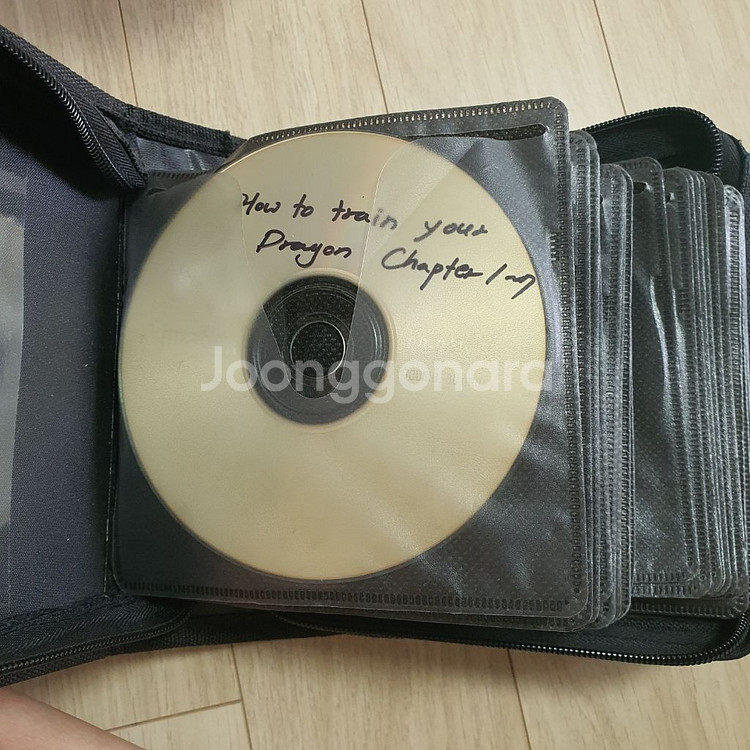 How to train your
Dragon Chapter 1~7
Joonggonara